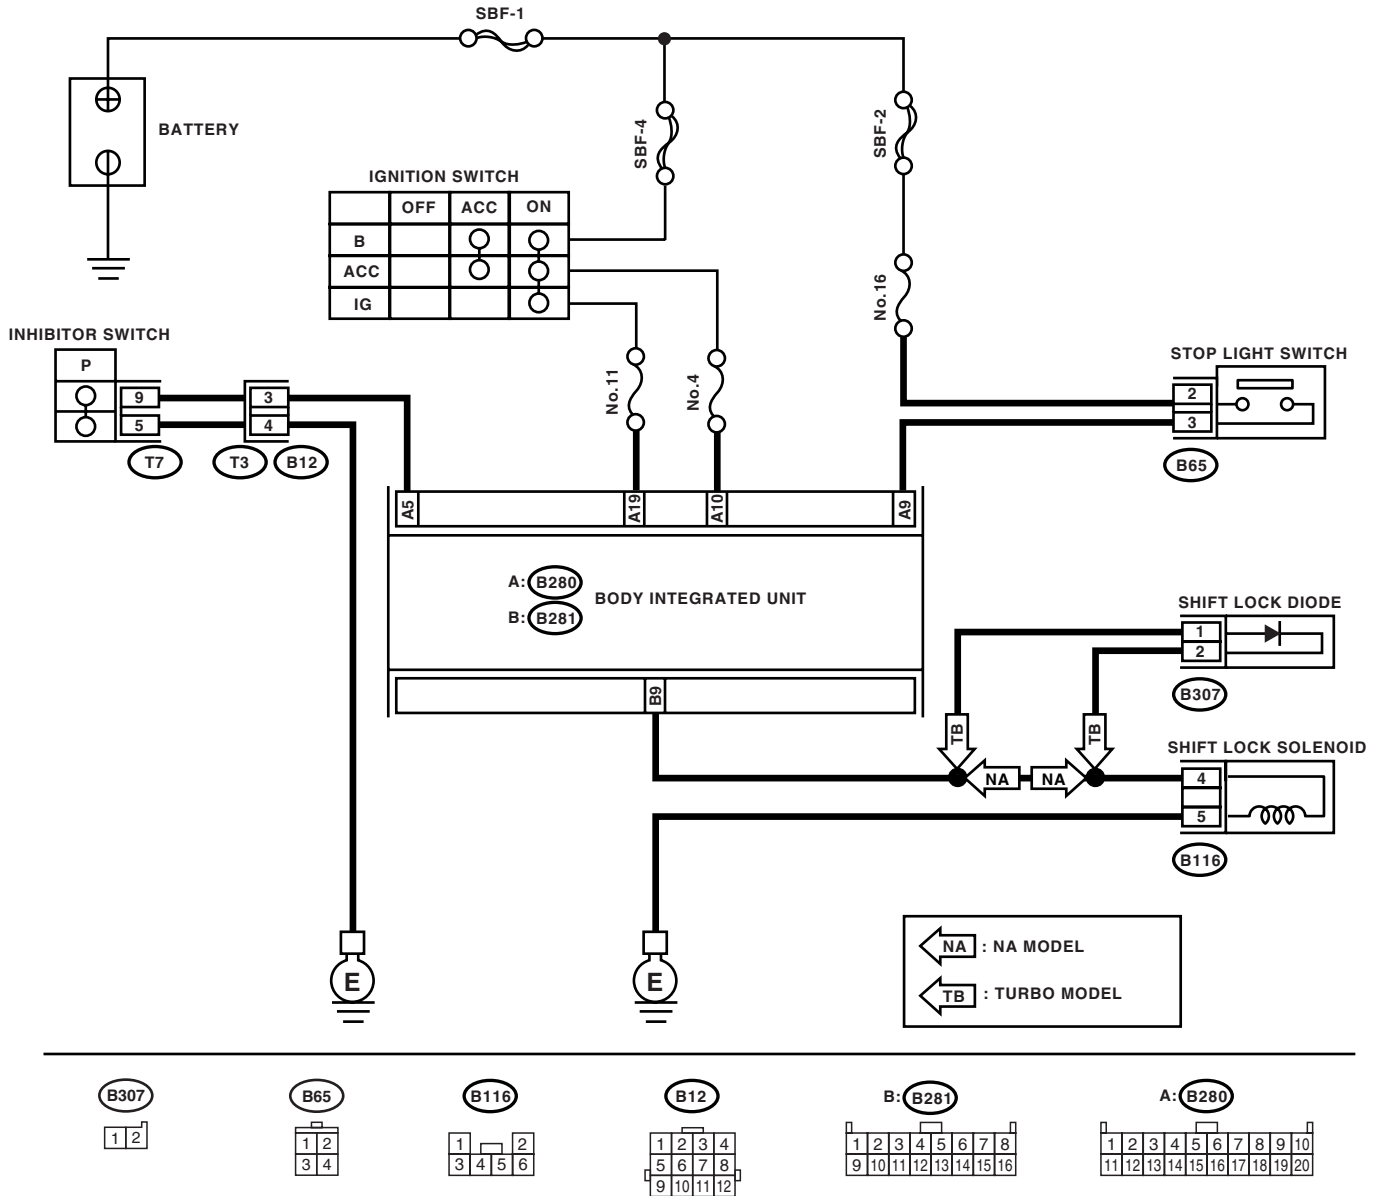 SBF-1
BATTERY
SBF-4
SBF-2
IGNITION SWITCH
OFF ACC ON
B
ACC
IG
No.16
INHIBITOR SWITCH
P
9
5
3
4
T7
T3
B12
No.11
No.4
STOP LIGHT SWITCH
2
3
B65
A5
A19
A10
A9
A: B280
B: B281
BODY INTEGRATED UNIT
B9
SHIFT LOCK DIODE
1
2
B307
TB
TB
NA
NA
SHIFT LOCK SOLENOID
4
5
B116
E
E
NA : NA MODEL
TB : TURBO MODEL
B307
1 2
B65
1 2
3 4
B116
1 2
3 4 5 6
B12
1 2 3 4
5 6 7 8
9 10 11 12
B: B281
1 2 3 4 5 6 7 8
9 10 11 12 13 14 15 16
A: B280
1 2 3 4 5 6 7 8 9 10
11 12 13 14 15 16 17 18 19 20